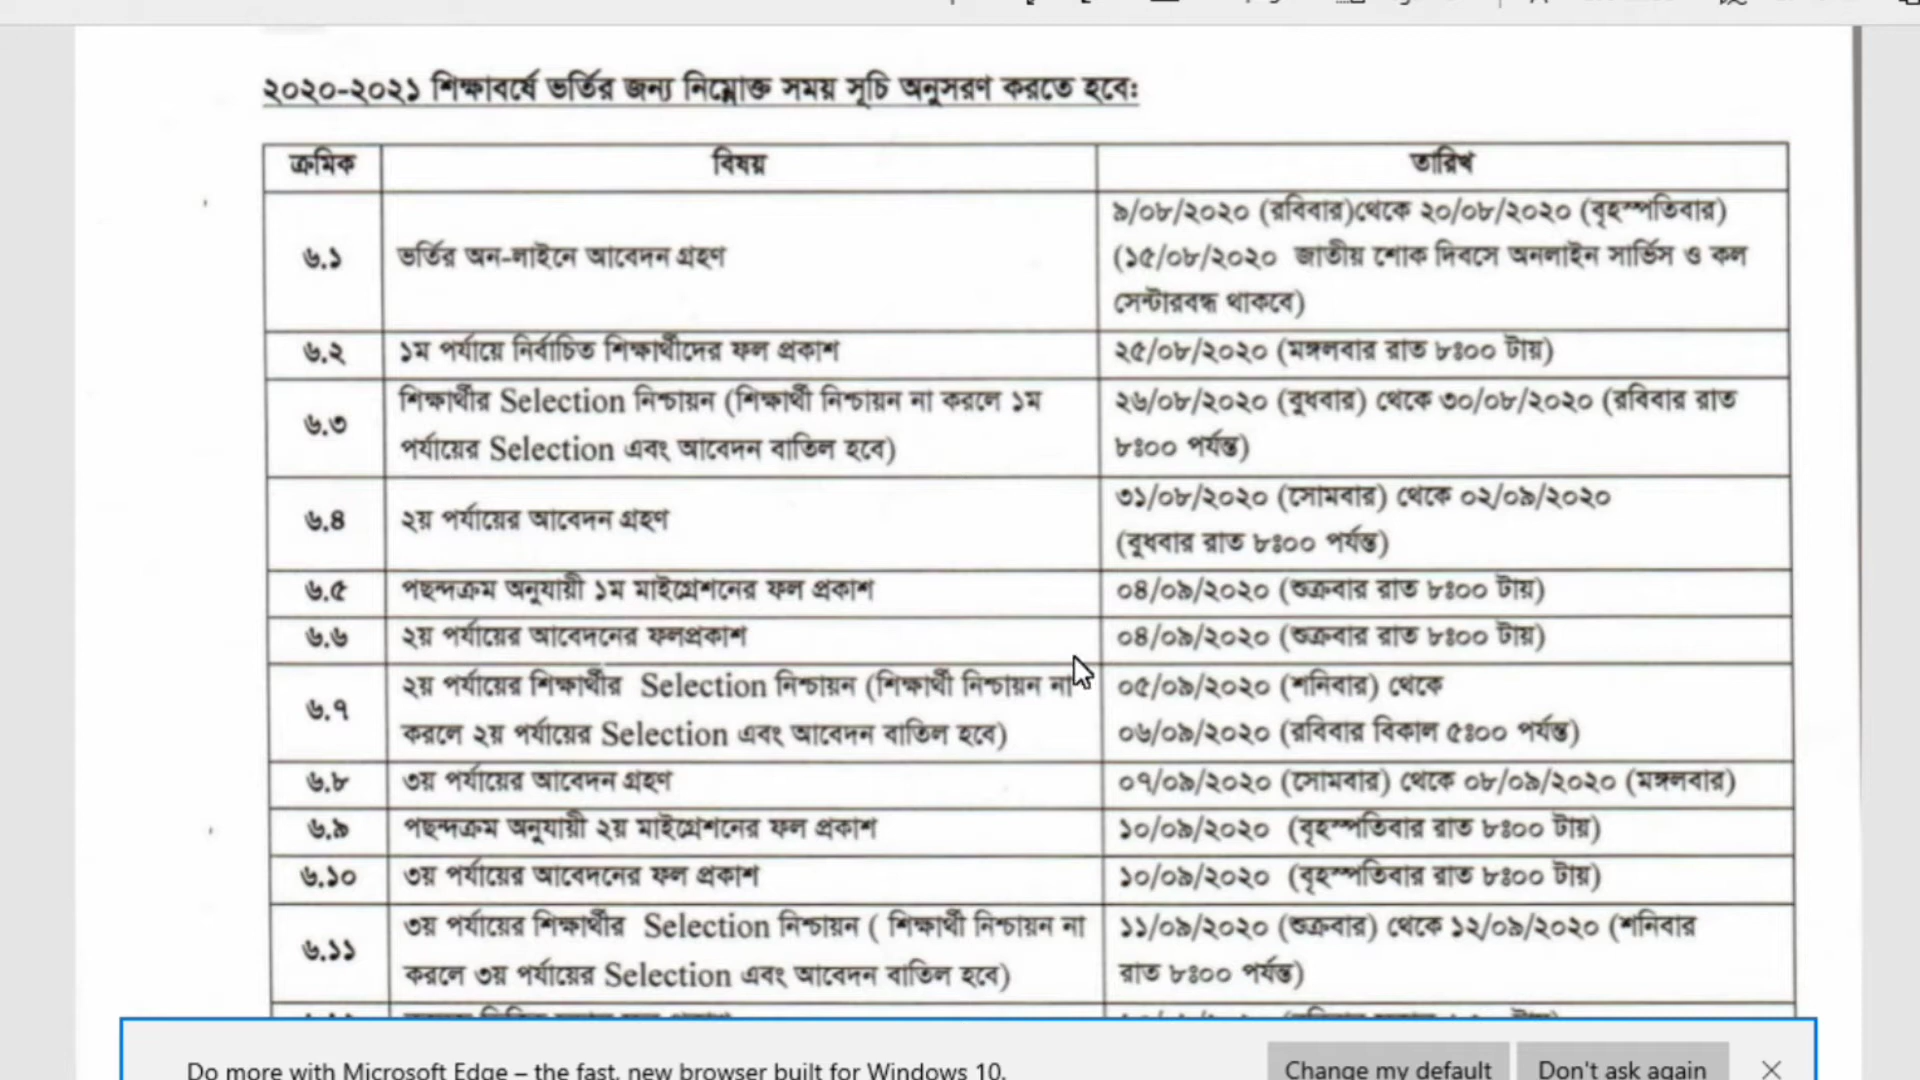 ২০২০-২০২১ শিক্ষাবর্ষে ভর্তির জন্য নিম্নোক্ত সময় সূচি অনুসরণ করতে হবে:
ক্রমিক বিষয় তারিখ
৬.১ ভর্তির অন-লাইনে আবেদন গ্রহণ ৯/০৮/২০২০ (রবিবার)থেকে ২০/০৮/২০২০ (বৃহস্পতিবার)
(১৫/০৮/২০২০ জাতীয় শোক দিবসে অনলাইন সার্ভিস ও কল
সেন্টারবন্ধ থাকবে)
৬.২ ১ম পর্যায়ে নির্বাচিত শিক্ষার্থীদের ফল প্রকাশ ২৫/০৮/২০২০ (মঙ্গলবার রাত ৮ঃ০০ টায়)
৬.৩ শিক্ষার্থীর Selection নিশ্চায়ন (শিক্ষার্থী নিশ্চায়ন না করলে ১ম
পর্যায়ের Selection এবং আবেদন বাতিল হবে)
২৬/০৮/২০২০ (বুধবার) থেকে ৩০/০৮/২০২০ (রবিবার রাত
৮ঃ০০ পর্যন্ত)
৬.৪ ২য় পর্যায়ের আবেদন গ্রহণ ৩১/০৮/২০২০ (সোমবার) থেকে ০২/০৯/২০২০
(বুধবার রাত ৮ঃ০০ পর্যন্ত)
৬.৫ পছন্দক্রম অনুযায়ী ১ম মাইগ্রেশনের ফল প্রকাশ ০৪/০৯/২০২০ (শুক্রবার রাত ৮ঃ০০ টায়)
৬.৬ ২য় পর্যায়ের আবেদনের ফলপ্রকাশ ০৪/০৯/২০২০ (শুক্রবার রাত ৮ঃ০০ টায়)
৬.৭ ২য় পর্যায়ের শিক্ষার্থীর Selection নিশ্চায়ন (শিক্ষার্থী নিশ্চায়ন না
করলে ২য় পর্যায়ের Selection এবং আবেদন বাতিল হবে)
০৫/০৯/২০২০ (শনিবার) থেকে
০৬/০৯/২০২০ (রবিবার বিকাল ৫ঃ০০ পর্যন্ত)
৬.৮ ৩য় পর্যায়ের আবেদন গ্রহণ ০৭/০৯/২০২০ (সোমবার) থেকে ০৮/০৯/২০২০ (মঙ্গলবার)
৬.৯ পছন্দক্রম অনুযায়ী ২য় মাইগ্রেশনের ফল প্রকাশ ১০/০৯/২০২০ (বৃহস্পতিবার রাত ৮ঃ০০ টায়)
৬.১০ ৩য় পর্যায়ের আবেদনের ফল প্রকাশ ১০/০৯/২০২০ (বৃহস্পতিবার রাত ৮ঃ০০ টায়)
৬.১১ ৩য় পর্যায়ের শিক্ষার্থীর Selection নিশ্চায়ন ( শিক্ষার্থী নিশ্চায়ন না
করলে ৩য় পর্যায়ের Selection এবং আবেদন বাতিল হবে)
১১/০৯/২০২০ (শুক্রবার) থেকে ১২/০৯/২০২০ (শনিবার
রাত ৮ঃ০০ পর্যন্ত)
Do more with Microsoft Edge – the fast, new browser built for Windows 10. Change my default Don't ask again